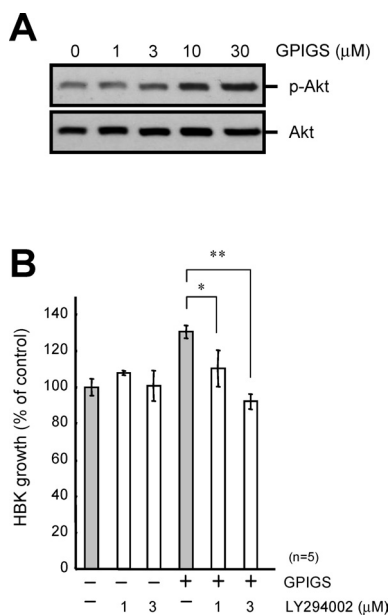 A
0 1 3 10 30 GPIGS (μM)
p-Akt
Akt
B
** 
*
HBK growth (% of control)
140
120
100
80
60
40
20
0
(n=5)
– – – + + + GPIGS
– 1 3 – 1 3 LY294002 (μM)